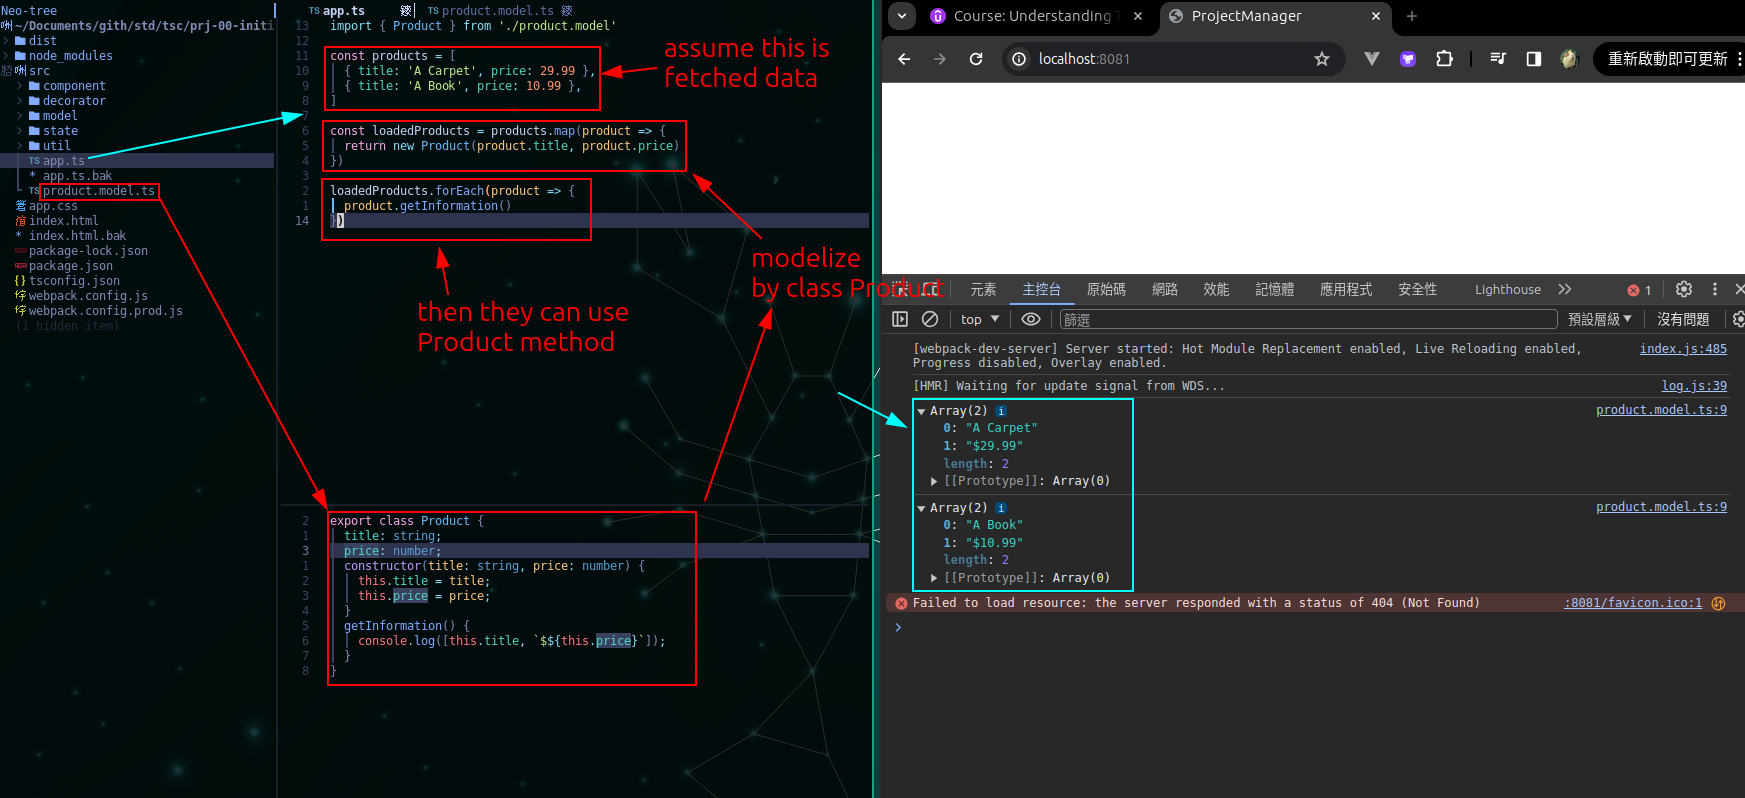 Neo-tree
~/Documents/gith/std/tsc/prj-00-initi
dist
node_modules
src
component
decorator
model
state
util
TS app.ts
* app.ts.bak
TS product.model.ts
app.css
index.html
* index.html.bak
package-lock.json
package.json
tsconfig.json
webpack.config.js
webpack.config.prod.js
(1 hidden item)
TS app.ts
TS product.model.ts
13 import { Product } from './product.model'
12
11 const products = [
10 { title: 'A Carpet', price: 29.99 },
9 { title: 'A Book', price: 10.99 },
8 ]
7
6 const loadedProducts = products.map(product => {
5 return new Product(product.title, product.price)
4 })
3
2 loadedProducts.forEach(product => {
1 product.getInformation()
14 })
assume this is
fetched data
modelize
by class Product
then they can use
Product method
2 export class Product {
1 title: string;
3 price: number;
1 constructor(title: string, price: number) {
2 this.title = title;
3 this.price = price;
4 }
5 getInformation() {
6 console.log([this.title, `$${this.price}`]);
7 }
8 }
Course: Understanding T
ProjectManager
localhost:8081
重新啟動即可更新
元素 主控台 原始碼 網路 效能 記憶體 應用程式 安全性 Lighthouse
1
top
篩選
預設層級
沒有問題
[webpack-dev-server] Server started: Hot Module Replacement enabled, Live Reloading enabled, index.js:485
Progress disabled, Overlay enabled.
[HMR] Waiting for update signal from WDS... log.js:39
Array(2) i product.model.ts:9
0: "A Carpet"
1: "$29.99"
length: 2
[[Prototype]]: Array(0)
Array(2) i product.model.ts:9
0: "A Book"
1: "$10.99"
length: 2
[[Prototype]]: Array(0)
Failed to load resource: the server responded with a status of 404 (Not Found) :8081/favicon.ico:1